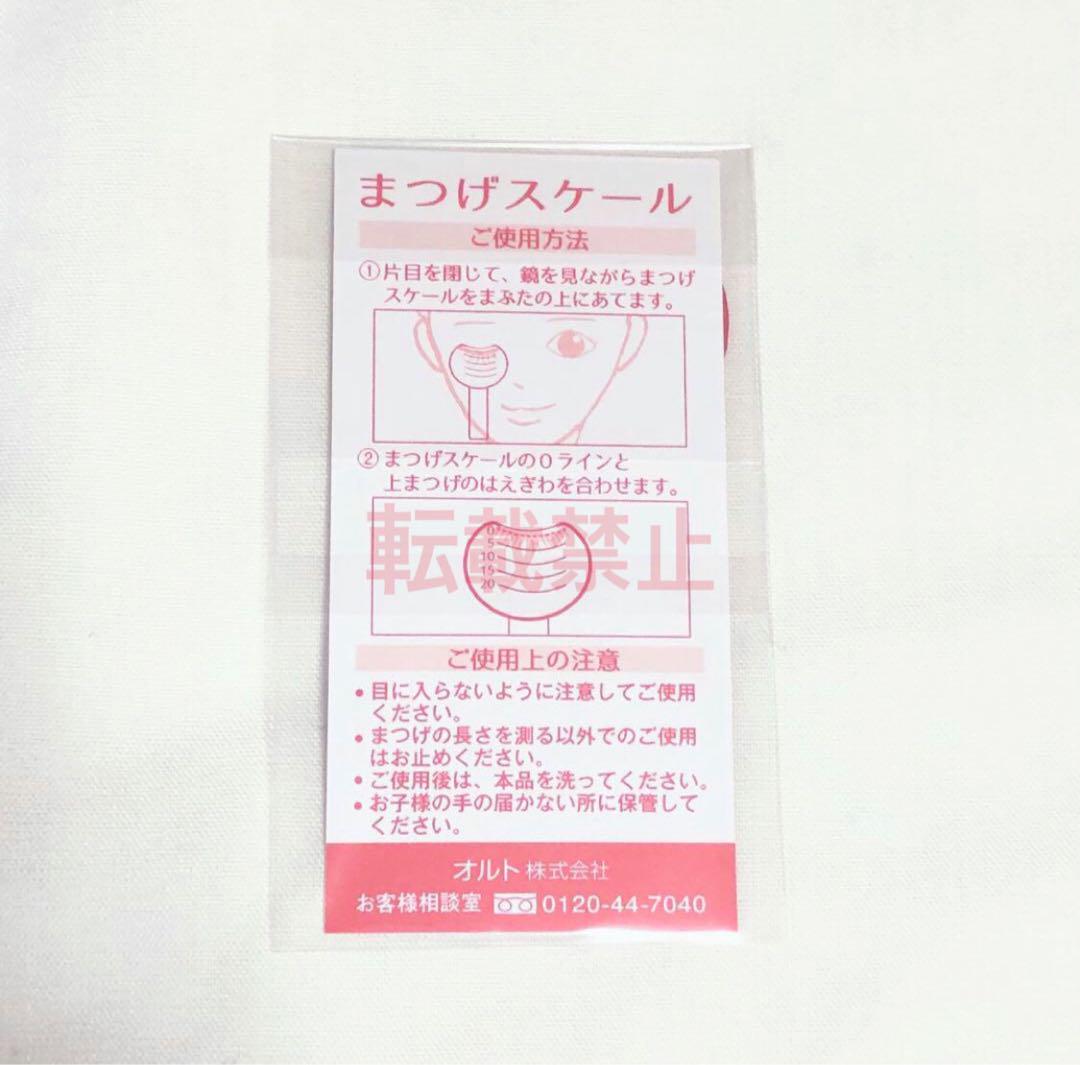 まつげスケール
ご使用方法
①片目を閉じて、鏡を見ながらまつげ
スケールをまぶたの上にあてます。
②まつげスケールの0ラインと
上まつげのはえぎわを合わせます。
転載禁止
0
5
10
15
20
ご使用上の注意
•目に入らないように注意してご使用
ください。
•まつげの長さを測る以外でのご使用
はお止めください。
•ご使用後は、本品を洗ってください。
•お子様の手の届かない所に保管して
ください。
オルト株式会社
お客様相談室 0120-44-7040